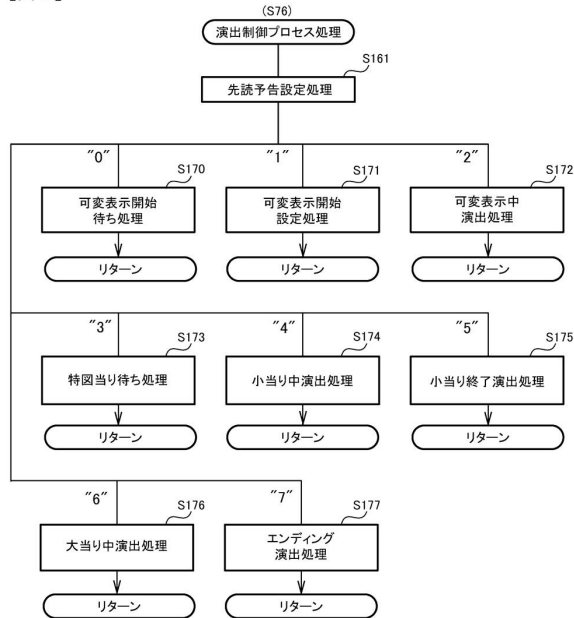 (S76)
演出制御プロセス処理
S161
先読予告設定処理
"0"
"1"
"2"
S170
S171
S172
可変表示開始
待ち処理
可変表示開始
設定処理
可変表示中
演出処理
リターン
リターン
リターン
"3"
"4"
"5"
S173
S174
S175
特図当り待ち処理
小当り中演出処理
小当り終了演出処理
リターン
リターン
リターン
"6"
"7"
S176
S177
大当り中演出処理
エンディング
演出処理
リターン
リターン